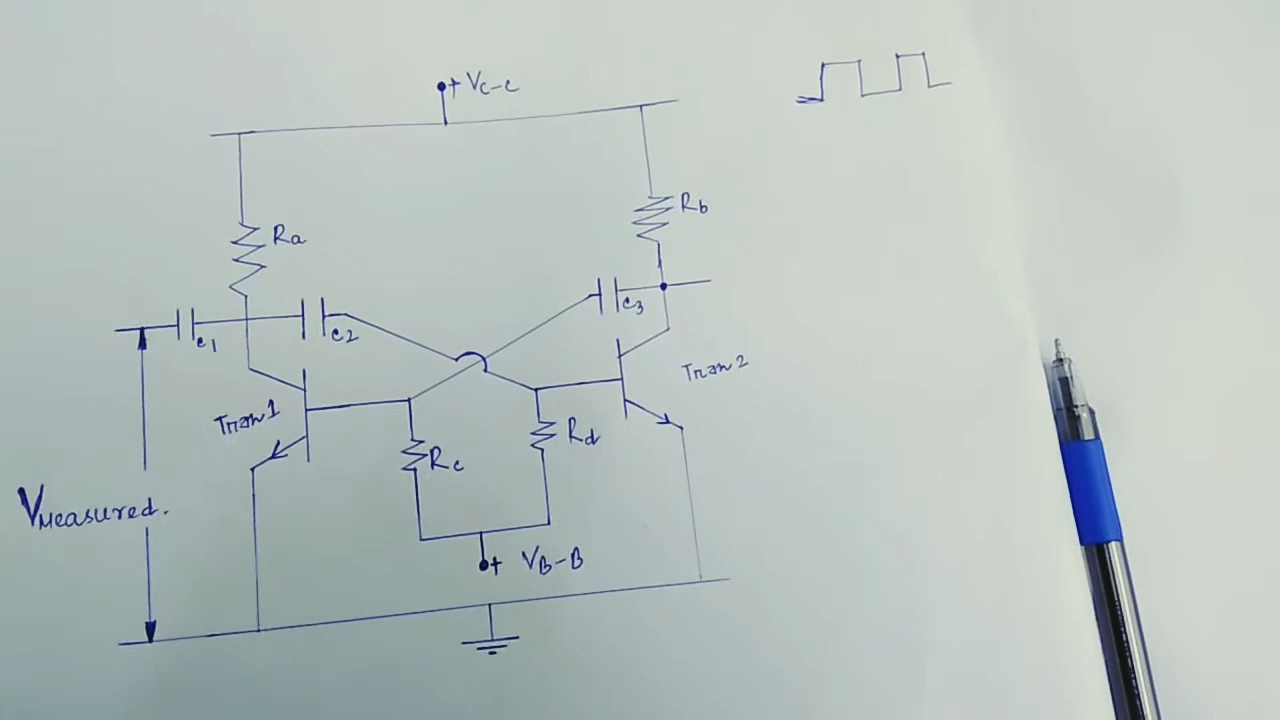 + Vc-c
Rb
Ra
C3
C1
C2
Tran 2
Tran 1
Rd
Rc
VMeasured.
+ VB-B